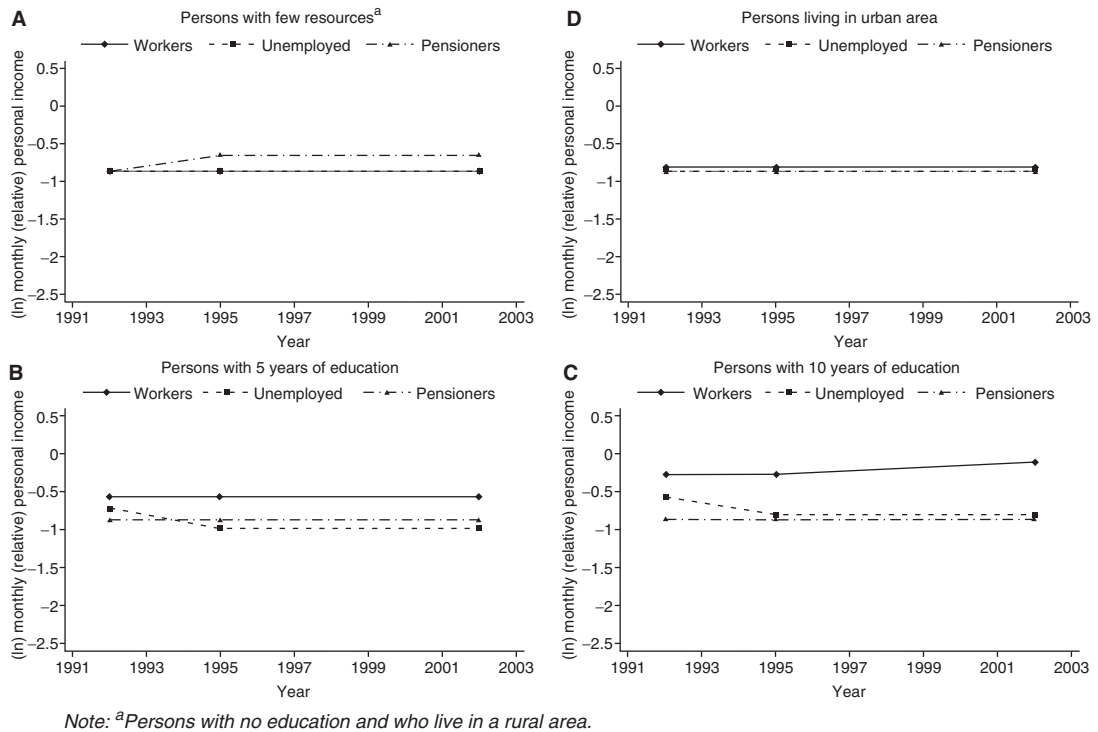 A Persons with few resourcesa
Workers Unemployed Pensioners
(ln) monthly (relative) personal income
0.5
0
−0.5
−1
−1.5
−2
−2.5
1991 1993 1995 1997 1999 2001 2003
Year
D Persons living in urban area
Workers Unemployed Pensioners
(ln) monthly (relative) personal income
0.5
0
−0.5
−1
−1.5
−2
−2.5
1991 1993 1995 1997 1999 2001 2003
Year
B Persons with 5 years of education
Workers Unemployed Pensioners
(ln) monthly (relative) personal income
0.5
0
−0.5
−1
−1.5
−2
−2.5
1991 1993 1995 1997 1999 2001 2003
Year
C Persons with 10 years of education
Workers Unemployed Pensioners
(ln) monthly (relative) personal income
0.5
0
−0.5
−1
−1.5
−2
−2.5
1991 1993 1995 1997 1999 2001 2003
Year
Note: aPersons with no education and who live in a rural area.